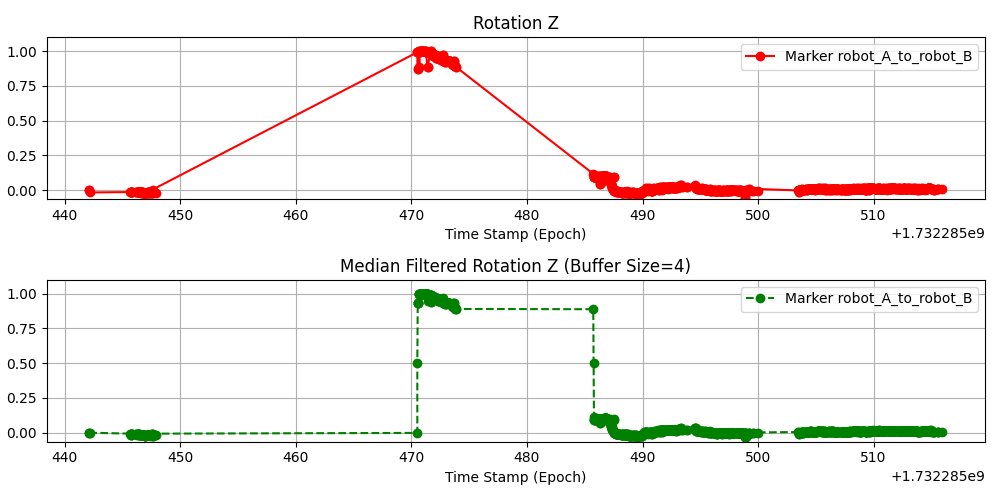 Rotation Z
1.00
0.75
0.50
0.25
0.00
Marker robot_A_to_robot_B
440 450 460 470 480 490 500 510
Time Stamp (Epoch)
+1.732285e9
Median Filtered Rotation Z (Buffer Size=4)
1.00
0.75
0.50
0.25
0.00
Marker robot_A_to_robot_B
440 450 460 470 480 490 500 510
Time Stamp (Epoch)
+1.732285e9